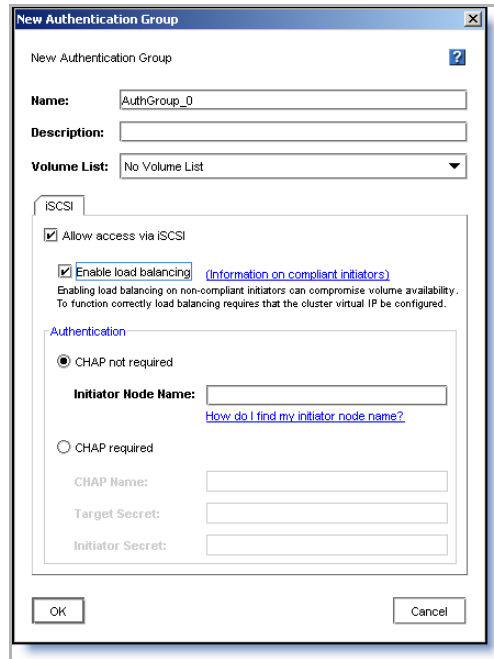 New Authentication Group
New Authentication Group
?
Name: AuthGroup_0
Description:
Volume List: No Volume List
iSCSI
Allow access via iSCSI
Enable load balancing (Information on compliant initiators)
Enabling load balancing on non-compliant initiators can compromise volume availability.
To function correctly load balancing requires that the cluster virtual IP be configured.
Authentication
CHAP not required
Initiator Node Name:
How do I find my initiator node name?
CHAP required
CHAP Name:
Target Secret:
Initiator Secret:
OK Cancel